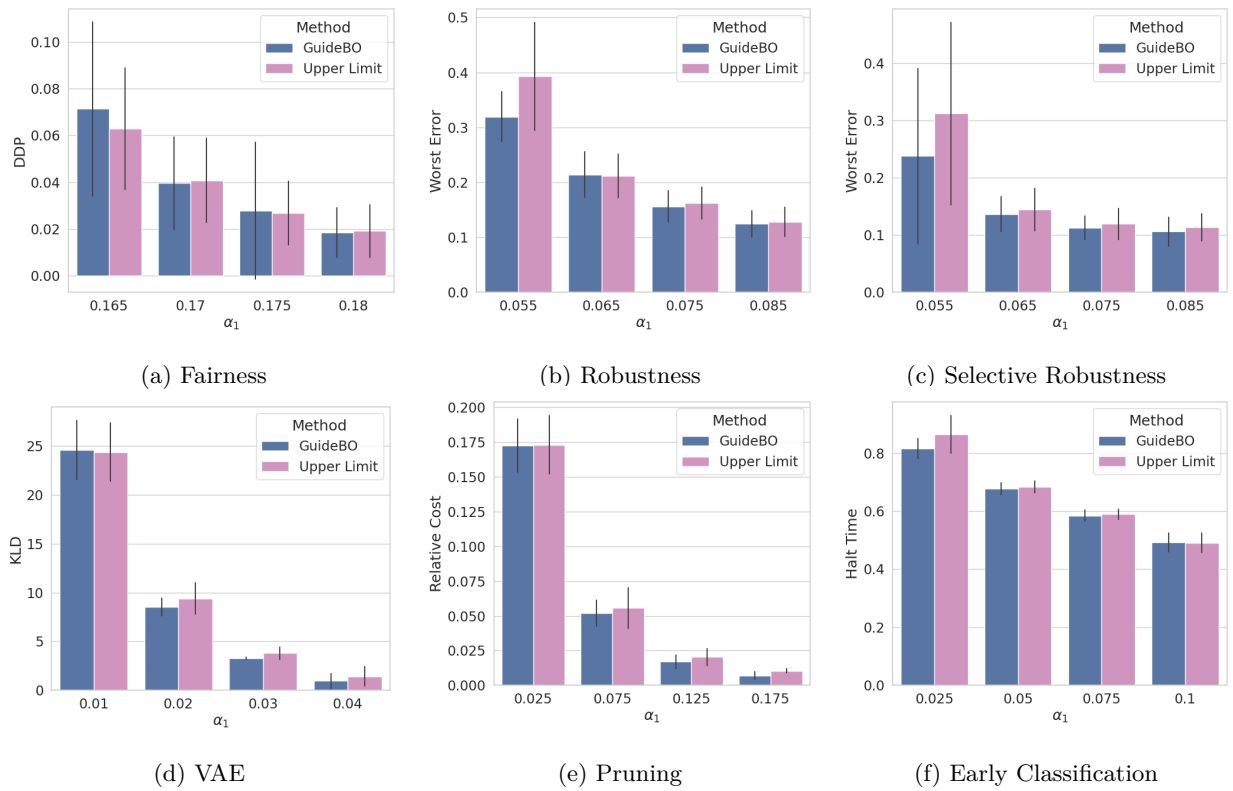 Method
GuideBO
Upper Limit
DDP
0.10
0.08
0.06
0.04
0.02
0.00
0.165 0.17 0.175 0.18
α1
(a) Fairness
Method
GuideBO
Upper Limit
Worst Error
0.5
0.4
0.3
0.2
0.1
0.0
0.055 0.065 0.075 0.085
α1
(b) Robustness
Method
GuideBO
Upper Limit
Worst Error
0.4
0.3
0.2
0.1
0.0
0.055 0.065 0.075 0.085
α1
(c) Selective Robustness
Method
GuideBO
Upper Limit
KLD
25
20
15
10
5
0
0.01 0.02 0.03 0.04
α1
(d) VAE
Method
GuideBO
Upper Limit
Relative Cost
0.200
0.175
0.150
0.125
0.100
0.075
0.050
0.025
0.000
0.025 0.075 0.125 0.175
α1
(e) Pruning
Method
GuideBO
Upper Limit
Halt Time
0.8
0.6
0.4
0.2
0.0
0.025 0.05 0.075 0.1
α1
(f) Early Classification